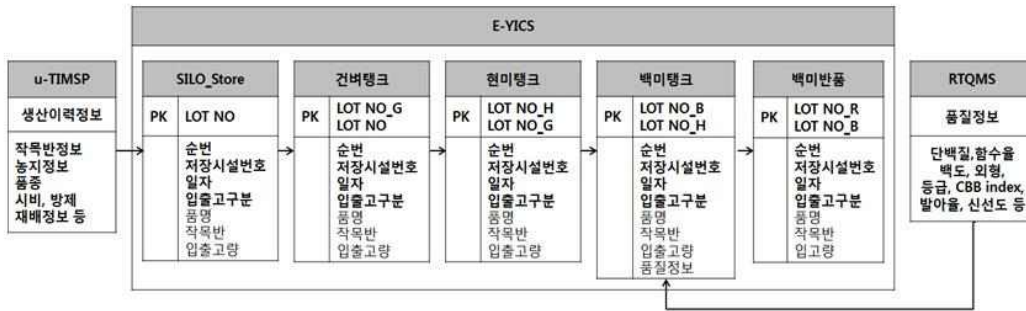 E-YICS
u-TIMSP
생산이력정보
작목반정보
농지정보
품종
시비, 방제
재배정보 등
SILO_Store
PK
LOT NO
순번
저장시설번호
일자
입출고구분
품명
작목반
입출고량
건벼탱크
PK
LOT NO_G
LOT NO
순번
저장시설번호
일자
입출고구분
품명
작목반
입출고량
현미탱크
PK
LOT NO_H
LOT NO_G
순번
저장시설번호
일자
입출고구분
품명
작목반
입출고량
백미탱크
PK
LOT NO_B
LOT NO_H
순번
저장시설번호
일자
입출고구분
품명
작목반
입출고량
품질정보
백미반품
PK
LOT NO_R
LOT NO_B
순번
저장시설번호
일자
입출고구분
품명
작목반
입고량
RTQMS
품질정보
단백질,함수율
백도, 외형,
등급, CBB index,
발아율, 신선도 등